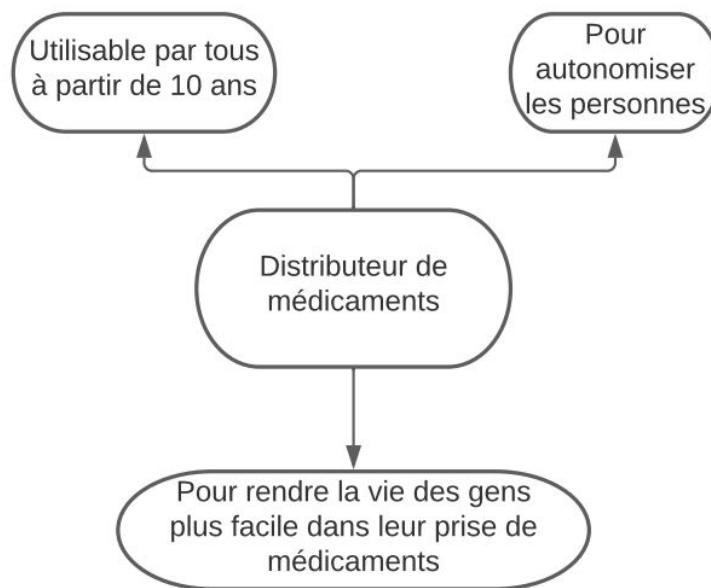 Utilisable par tous
à partir de 10 ans
Pour
autonomiser
les personnes
Distributeur de
médicaments
Pour rendre la vie des gens
plus facile dans leur prise de
médicaments